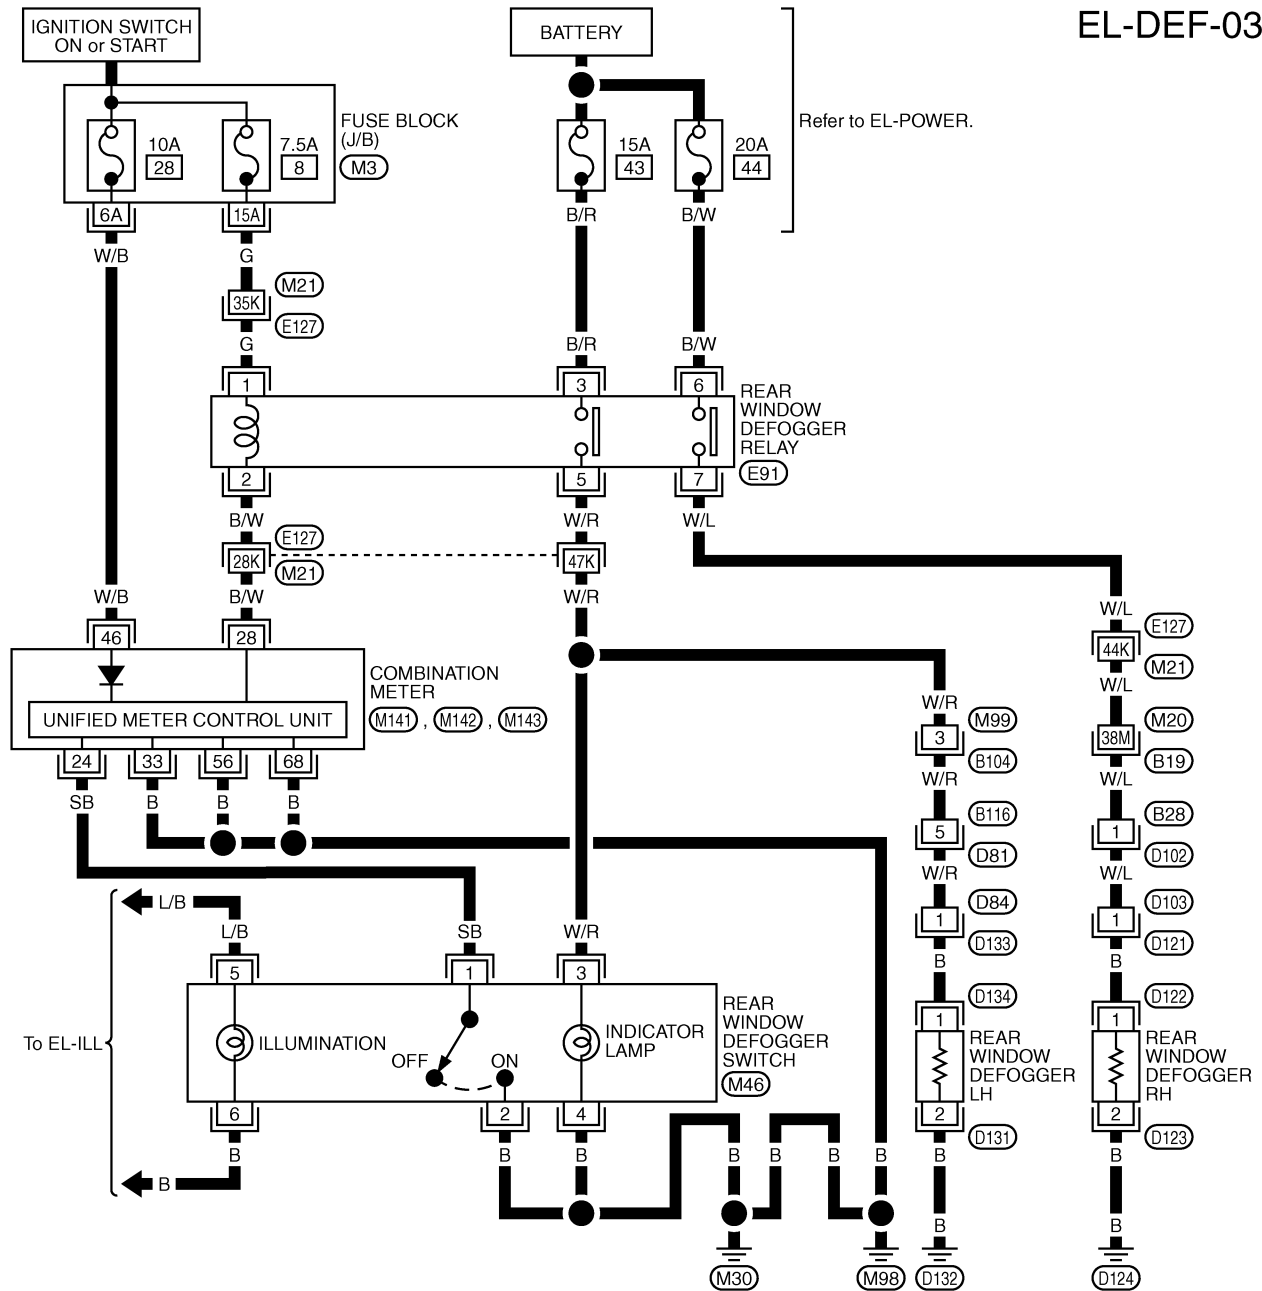 EL-DEF-03
IGNITION SWITCH
ON or START
BATTERY
Refer to EL-POWER.
FUSE BLOCK
(J/B)
M3
10A
28
7.5A
8
15A
43
20A
44
6A
15A
B/R
B/W
W/B
G
M21
35K
E127
G
B/R
B/W
1
3
6
REAR
WINDOW
DEFOGGER
RELAY
E91
2
5
7
B/W
W/R
W/L
E127
28K
47K
M21
W/B
B/W
W/R
W/L
E127
44K
M21
W/L
46
28
COMBINATION
METER
M141 , M142 , M143
UNIFIED METER CONTROL UNIT
24
33
56
68
SB
B
B
B
W/R
M99
3
B104
W/R
M20
38M
B19
W/L
B116
5
D81
W/R
B28
1
D102
W/L
D84
1
D133
B
D103
1
D121
B
L/B
L/B
SB
W/R
5
1
3
To EL-ILL
ILLUMINATION
OFF
ON
INDICATOR
LAMP
REAR
WINDOW
DEFOGGER
SWITCH
M46
D134
1
REAR
WINDOW
DEFOGGER
LH
2
D131
D122
1
REAR
WINDOW
DEFOGGER
RH
2
D123
6
2
4
B
B
B
B
B
B
B
B
B
B
B
B
M30
M98
D132
D124